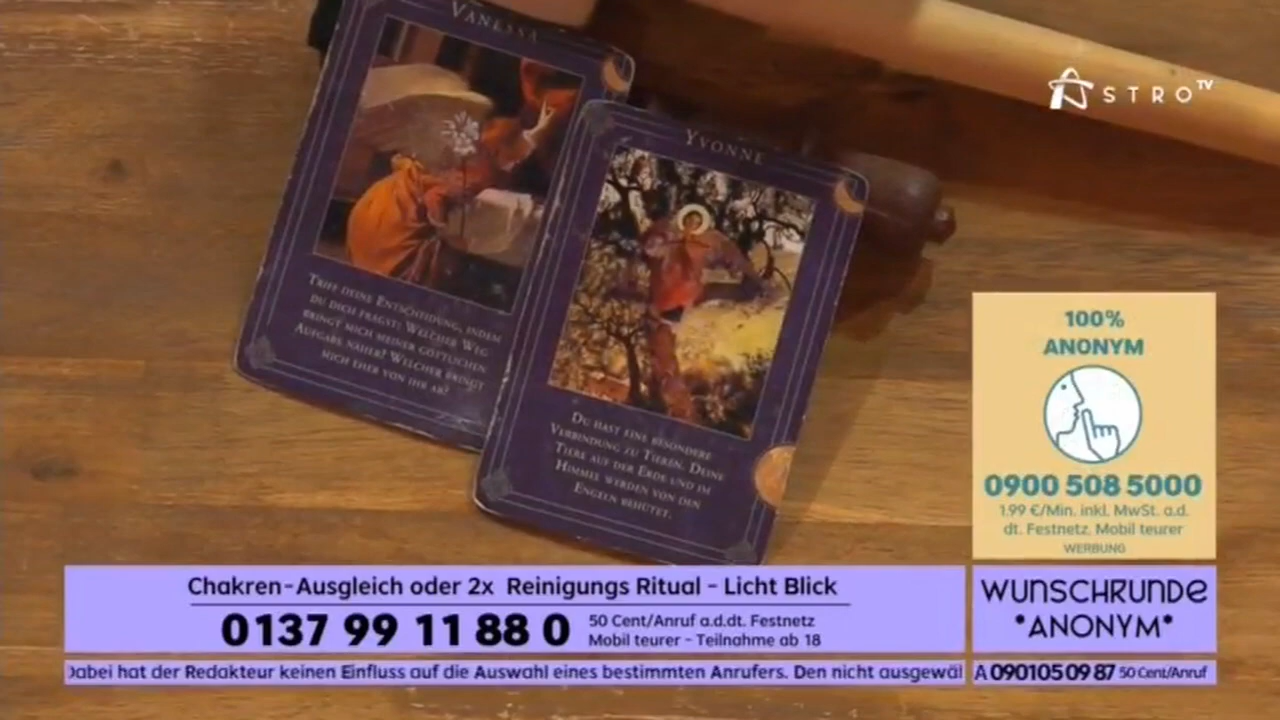 VANESSA
TRIFF DEINE ENTSCHEIDUNG, INDEM
DU DICH FRAGST: WELCHER WEG
BRINGT MICH MEINER GÖTTLICHEN
AUFGABE NÄHER? WELCHER BRINGT
MICH EHER VON IHR AB?
YVONNE
DU HAST EINE BESONDERE
VERBINDUNG ZU TIEREN. DEINE
TIERE AUF DER ERDE UND IM
HIMMEL WERDEN VON DEN
ENGELN BEHÜTET.
ASTRO TV
100%
ANONYM
0900 508 5000
1.99 €/Min. inkl. MwSt. a.d.
dt. Festnetz, Mobil teurer
WERBUNG
Chakren-Ausgleich oder 2x Reinigungs Ritual - Licht Blick
0137 99 11 88 0
50 Cent/Anruf a.d.dt. Festnetz
Mobil teurer - Teilnahme ab 18
WUNSCHRUNDE
*ANONYM*
Dabei hat der Redakteur keinen Einfluss auf die Auswahl eines bestimmten Anrufers. Den nicht ausgewäl
A 0901 05 09 87 50 Cent/Anruf